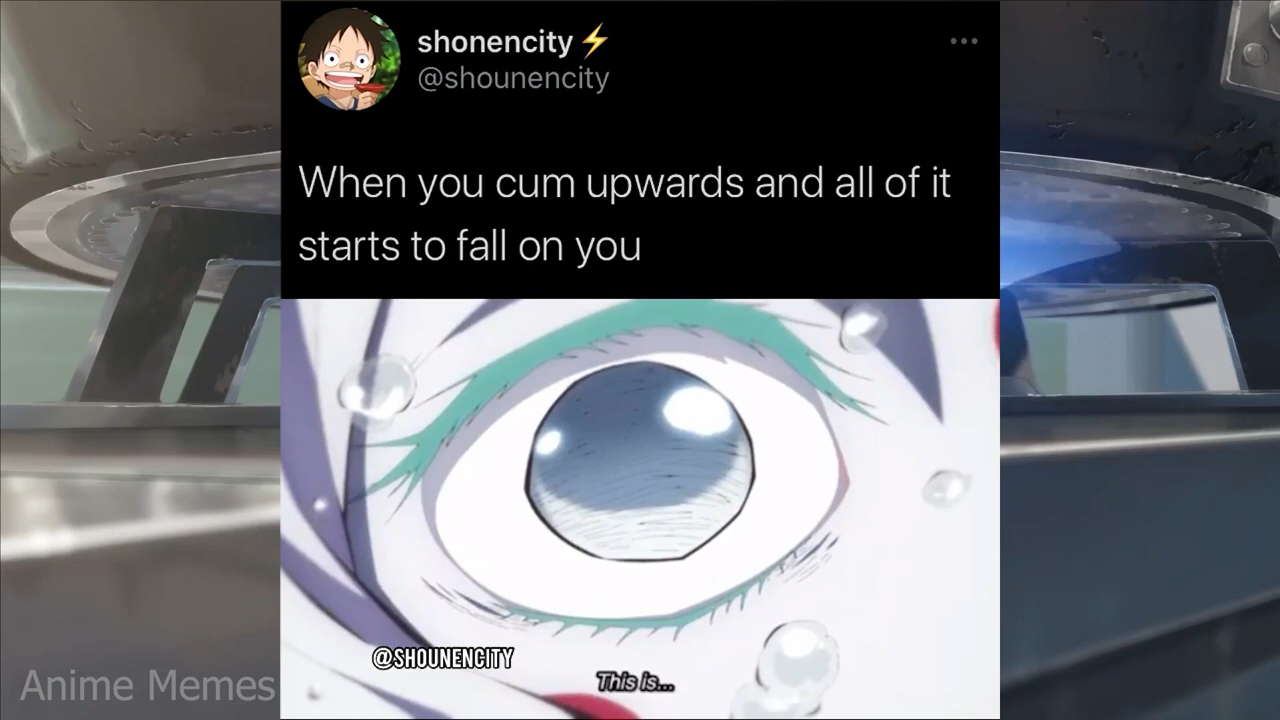 shonencity⚡
@shounencity
When you cum upwards and all of it
starts to fall on you
@SHOUNENCITY
This is...
Anime Memes